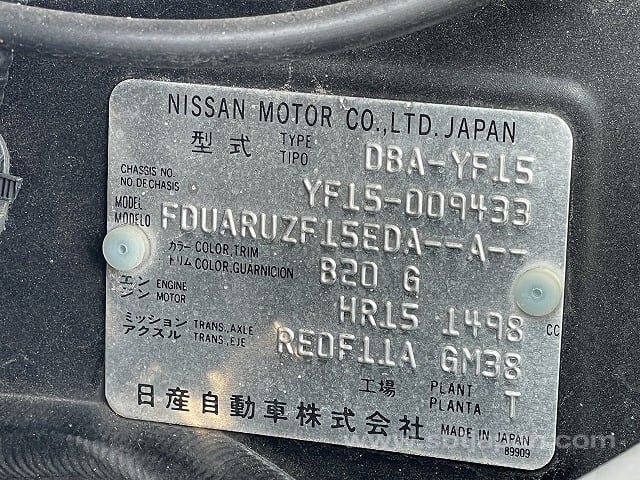 NISSAN MOTOR CO.,LTD. JAPAN
型式 TYPE TIPO DBA-YF15
CHASSIS NO. NO DE CHASIS YF15-009433
MODEL MODELO FDUARUZF15EDA--A--
カラー COLOR,TRIM トリム COLOR,GUARNICION B20 G
エンジン ENGINE MOTOR HR15 1498 CC
ミッション アクスル TRANS.,AXLE TRANS.,EJE RE0F11A GM38
工場 PLANT PLANTA T
日産自動車株式会社 MADE IN JAPAN
89909